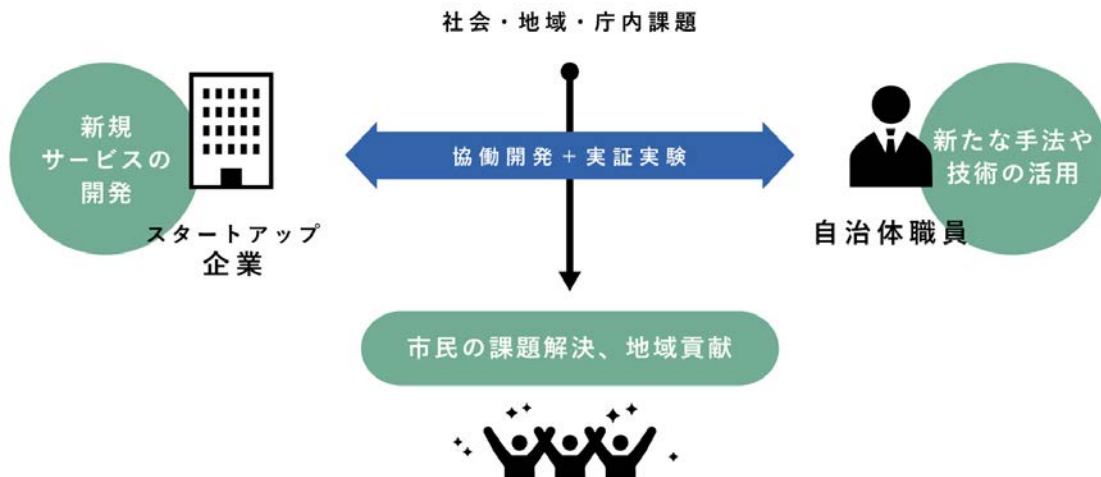 社会・地域・庁内課題
新規
サービスの
開発
スタートアップ
企業
協働開発+実証実験
新たな手法や
技術の活用
自治体職員
市民の課題解決、地域貢献